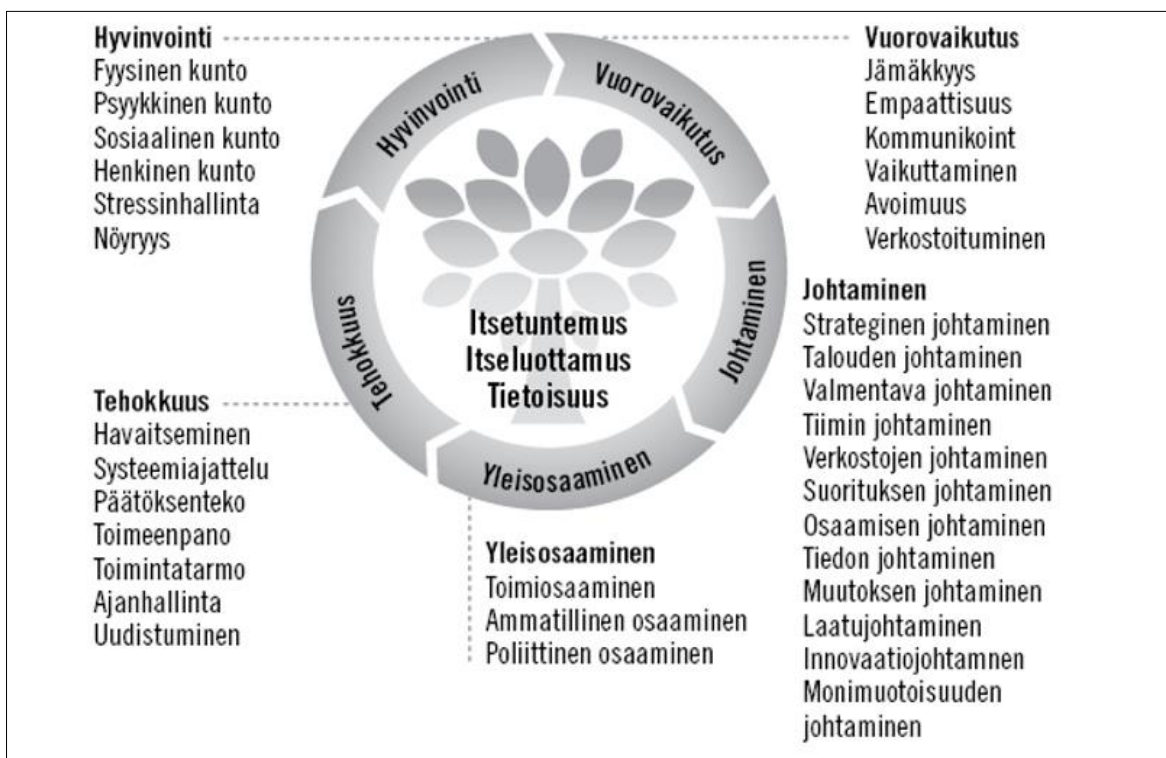 Hyvinvointi
Fyysinen kunto
Psyykkinen kunto
Sosiaalinen kunto
Henkinen kunto
Stressinhallinta
Nöyryys
Vuorovaikutus
Jämäkkyys
Empaattisuus
Kommunikoint
Vaikuttaminen
Avoimuus
Verkostoituminen
Hyvinvointi
Vuorovaikutus
Johtaminen
Yleisosaaminen
Tehokkuus
Itsetuntemus
Itseluottamus
Tietoisuus
Johtaminen
Strateginen johtaminen
Talouden johtaminen
Valmentava johtaminen
Tiimin johtaminen
Verkostojen johtaminen
Suorituksen johtaminen
Osaamisen johtaminen
Tiedon johtaminen
Muutoksen johtaminen
Laatujohtaminen
Innovaatiojohtamnen
Monimuotoisuuden
johtaminen
Tehokkuus
Havaitseminen
Systeemiajattelu
Päätöksenteko
Toimeenpano
Toimintatarmo
Ajanhallinta
Uudistuminen
Yleisosaaminen
Toimiosaaminen
Ammatillinen osaaminen
Poliittinen osaaminen